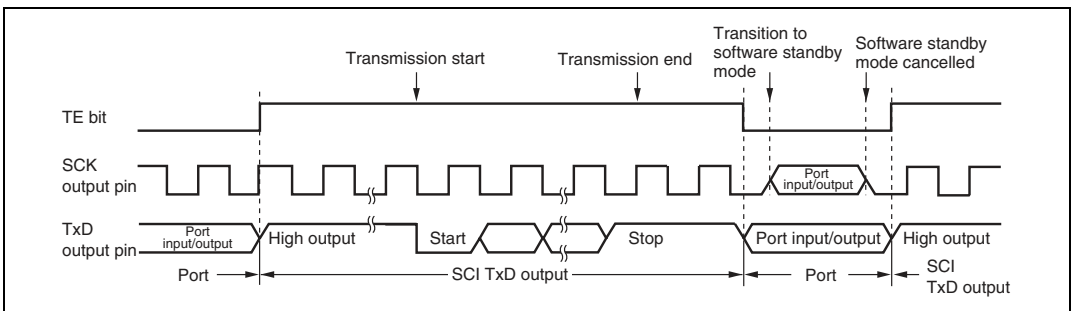 Transmission start
Transmission end
Transition to
software standby
mode
Software standby
mode cancelled
TE bit
SCK
output pin
Port
input/output
TxD
output pin
Port
input/output
High output
Start
Stop
Port input/output
High output
Port
SCI TxD output
Port
SCI
TxD output